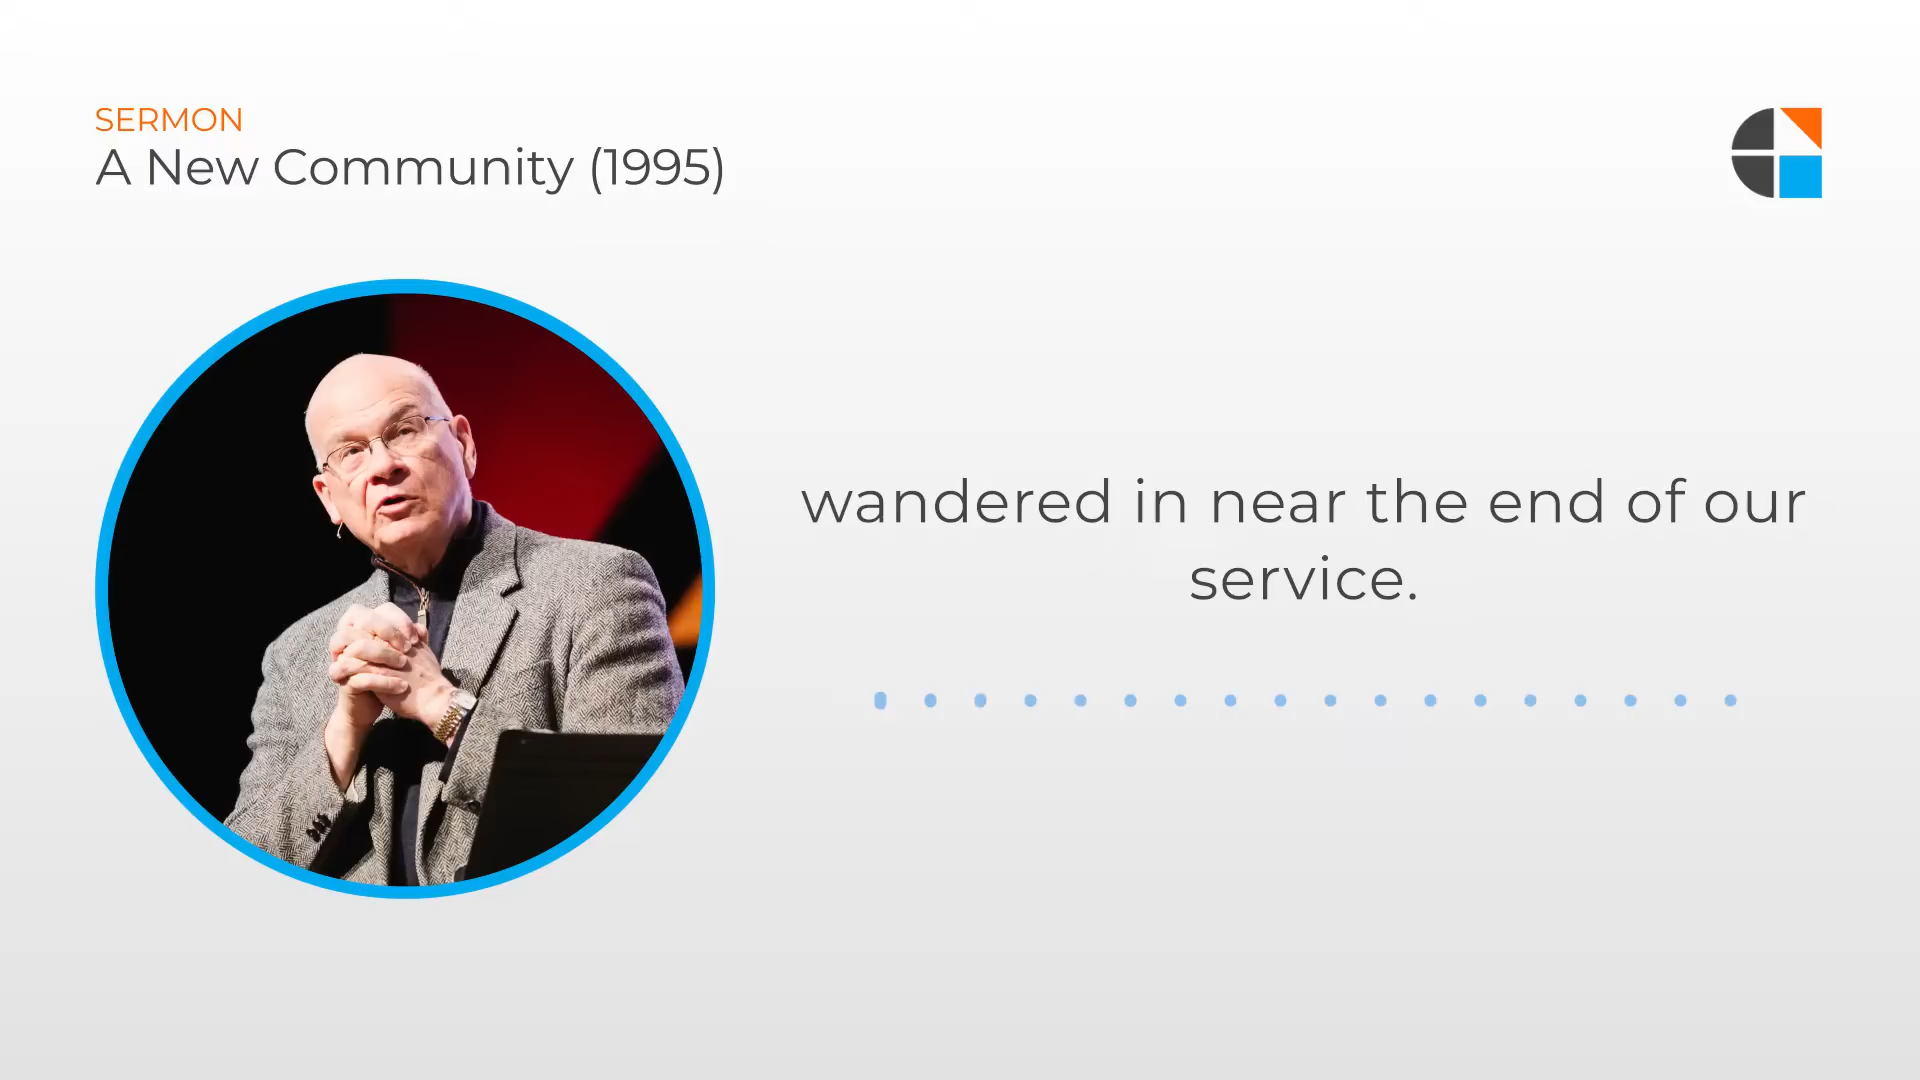 SERMON
A New Community (1995)
wandered in near the end of our
service.